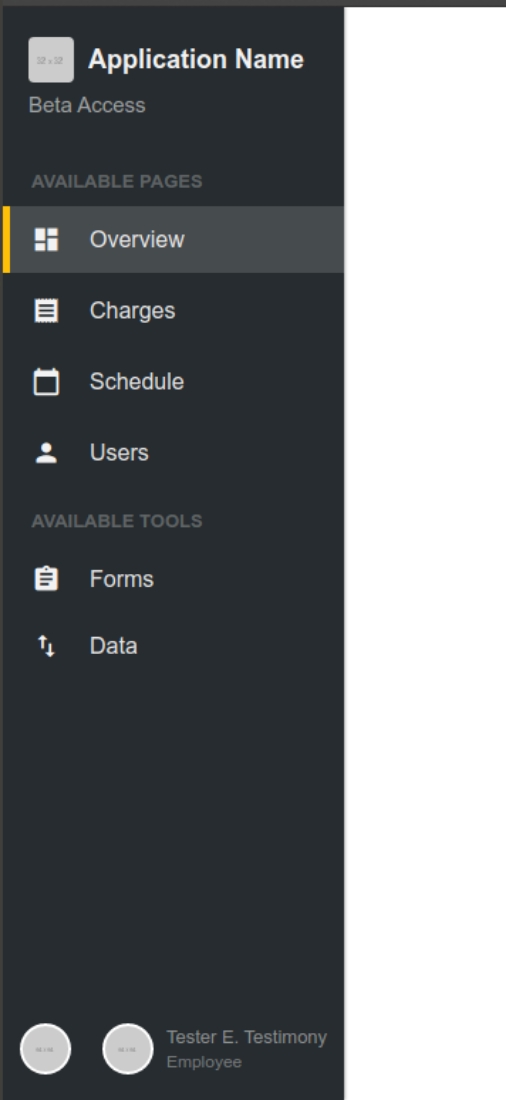 32 x 32
Application Name
Beta Access
AVAILABLE PAGES
Overview
Charges
Schedule
Users
AVAILABLE TOOLS
Forms
Data
Tester E. Testimony
Employee